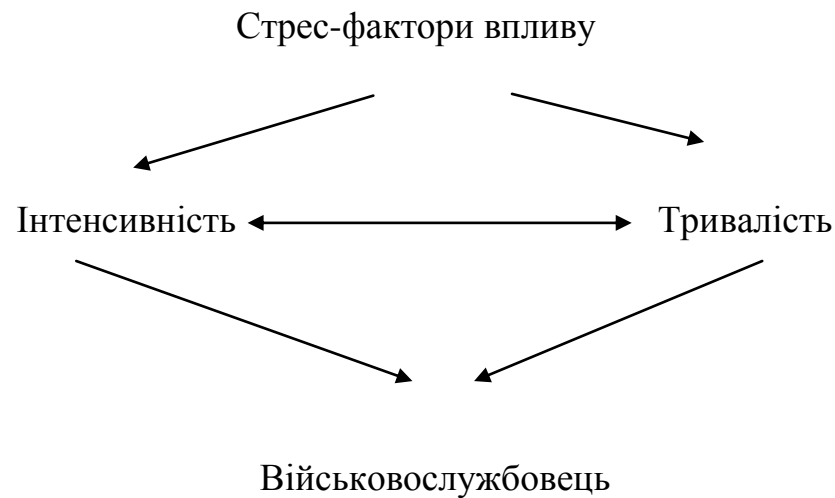 Стрес-фактори впливу
Інтенсивність
Тривалість
Військовослужбовець